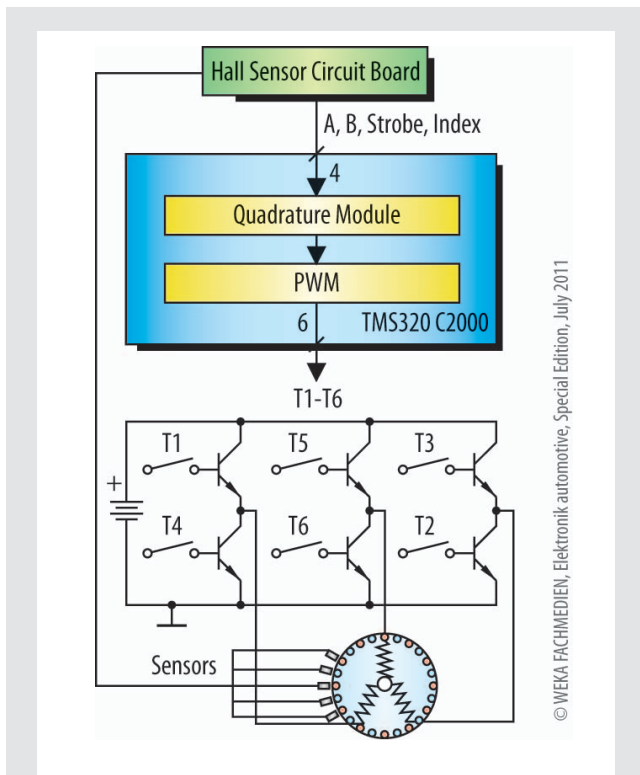 Hall Sensor Circuit Board
A, B, Strobe, Index
4
Quadrature Module
PWM
6
TMS320 C2000
T1-T6
T1
T5
T3
+
T4
T6
T2
Sensors
© WEKA FACHMEDIEN, Elektronik automotive, Special Edition, July 2011